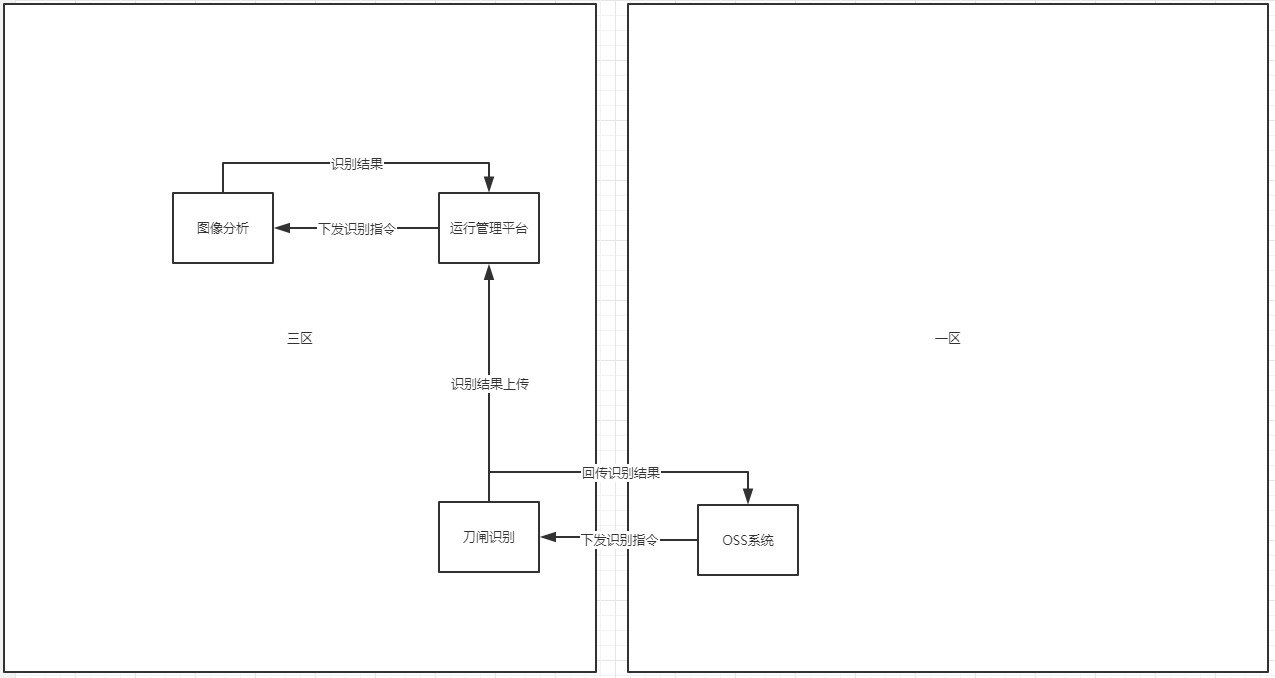 识别结果
图像分析
下发识别指令
运行管理平台
三区
一区
识别结果上传
回传识别结果
刀闸识别
下发识别指令
OSS系统